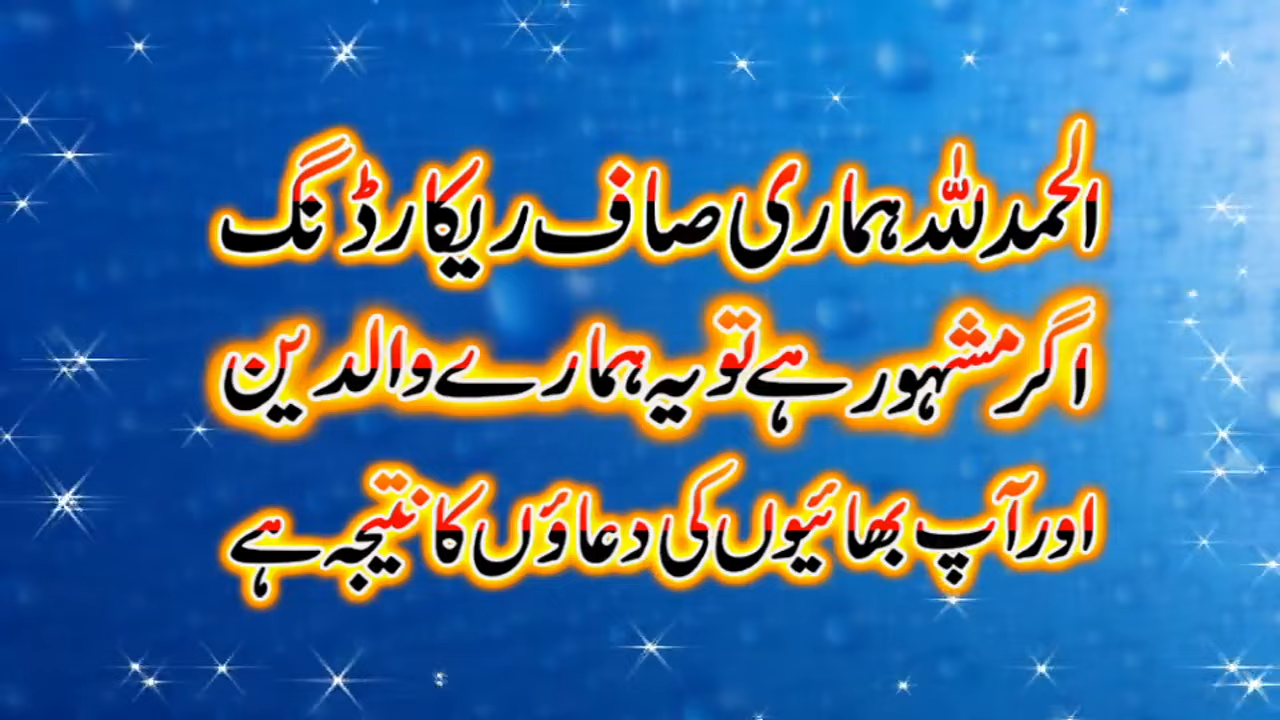 الحمدللہ ہماری صاف ریکارڈنگ
اگر مشہور ہے تو یہ ہمارے والدین
اور آپ بھائیوں کی دعاؤں کا نتیجہ ہے